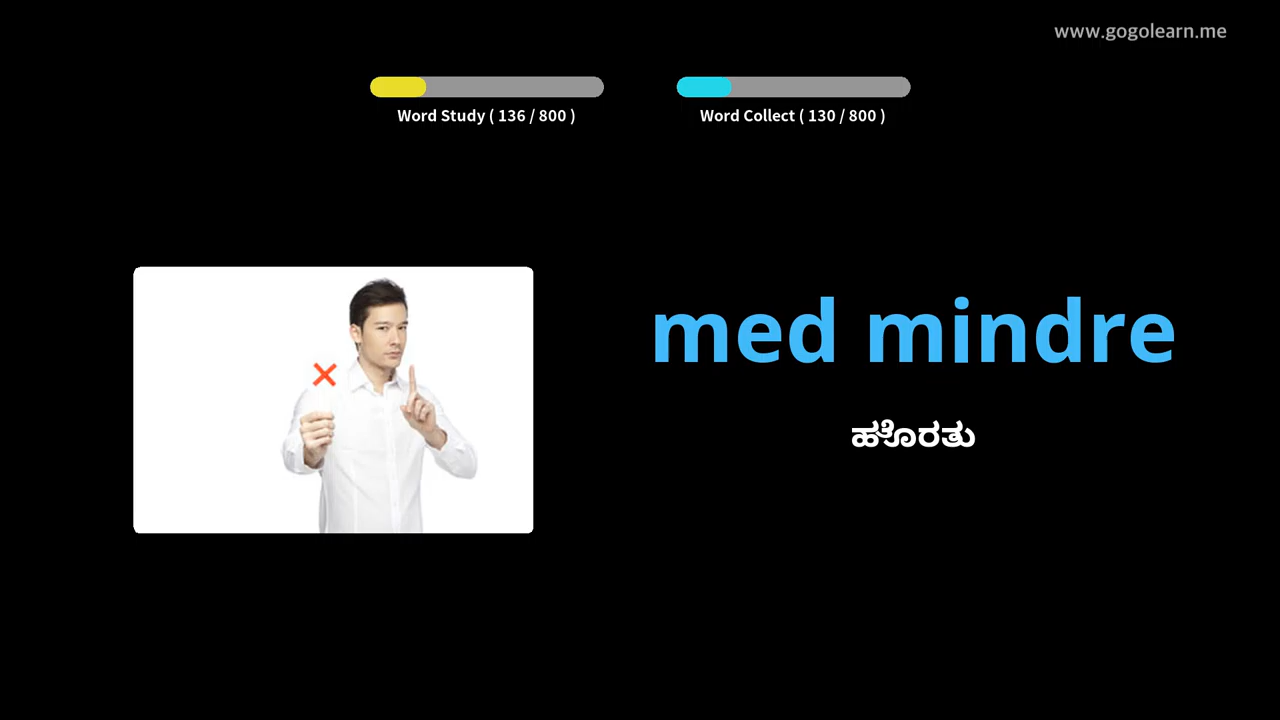 www.gogolearn.me
Word Study ( 136 / 800 )
Word Collect ( 130 / 800 )
med mindre
ಹೊರತು